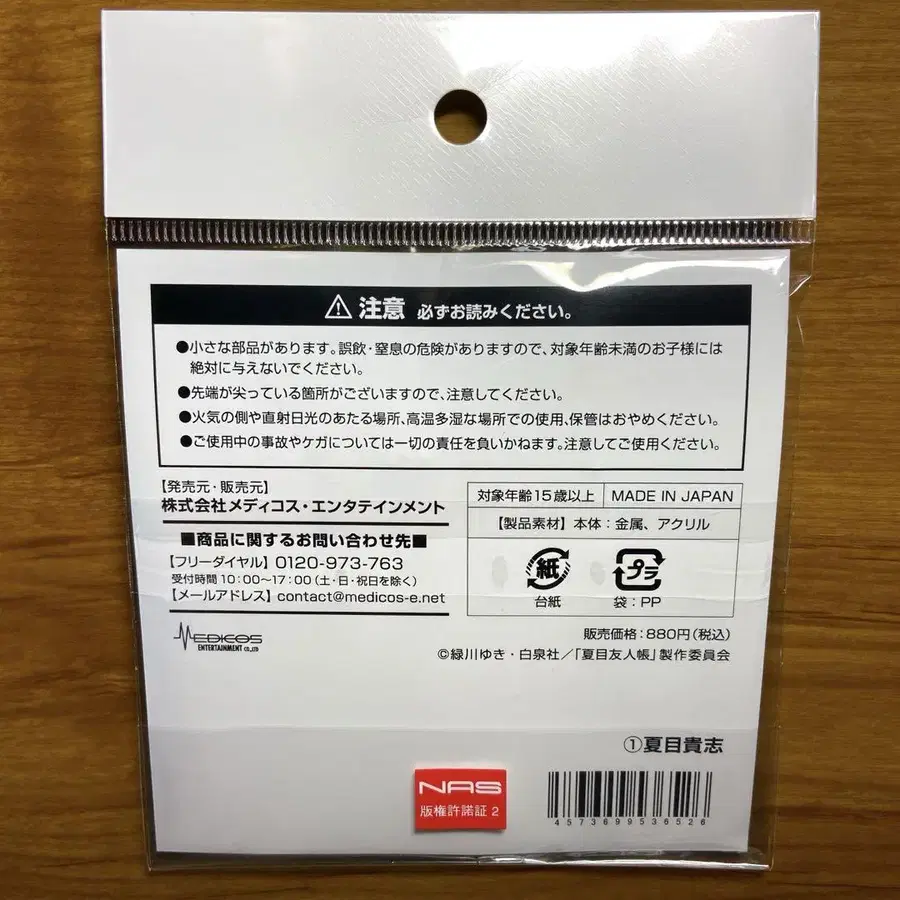 ⚠ 注意 必ずお読みください。
●小さな部品があります。誤飲・窒息の危険がありますので、対象年齢未満のお子様には
絶対に与えないでください。
●先端が尖っている箇所がございますので、注意してください。
●火気の側や直射日光のあたる場所、高温多湿な場所での使用、保管はおやめください。
●ご使用中の事故やケガについては一切の責任を負いかねます。注意してご使用ください。
【発売元・販売元】
株式会社メディコス・エンタテインメント
■商品に関するお問い合わせ先■
【フリーダイヤル】0120-973-763
受付時間 10:00〜17:00(土・日・祝日を除く)
【メールアドレス】contact@medicos-e.net
MEDICOS
ENTERTAINMENT CO.,LTD
対象年齢15歳以上 MADE IN JAPAN
【製品素材】本体:金属、アクリル
紙 プラ
台紙 袋:PP
販売価格:880円(税込)
©緑川ゆき・白泉社/「夏目友人帳」製作委員会
①夏目貴志
NAS
版権許諾証 2
4573699536526